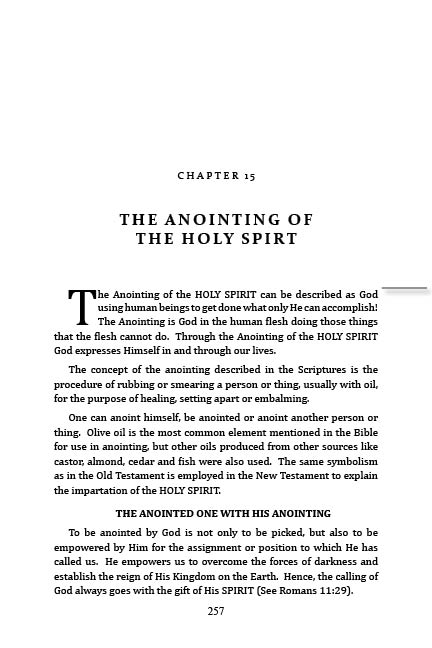 CHAPTER 15
THE ANOINTING OF
THE HOLY SPIRT
The Anointing of the HOLY SPIRIT can be described as God
using human beings to get done what only He can accomplish!
The Anointing is God in the human flesh doing those things
that the flesh cannot do. Through the Anointing of the HOLY SPIRIT
God expresses Himself in and through our lives.
The concept of the anointing described in the Scriptures is the
procedure of rubbing or smearing a person or thing, usually with oil,
for the purpose of healing, setting apart or embalming.
One can anoint himself, be anointed or anoint another person or
thing. Olive oil is the most common element mentioned in the Bible
for use in anointing, but other oils produced from other sources like
castor, almond, cedar and fish were also used. The same symbolism
as in the Old Testament is employed in the New Testament to explain
the impartation of the HOLY SPIRIT.
THE ANOINTED ONE WITH HIS ANOINTING
To be anointed by God is not only to be picked, but also to be
empowered by Him for the assignment or position to which He has
called us. He empowers us to overcome the forces of darkness and
establish the reign of His Kingdom on the Earth. Hence, the calling of
God always goes with the gift of His SPIRIT (See Romans 11:29).
257